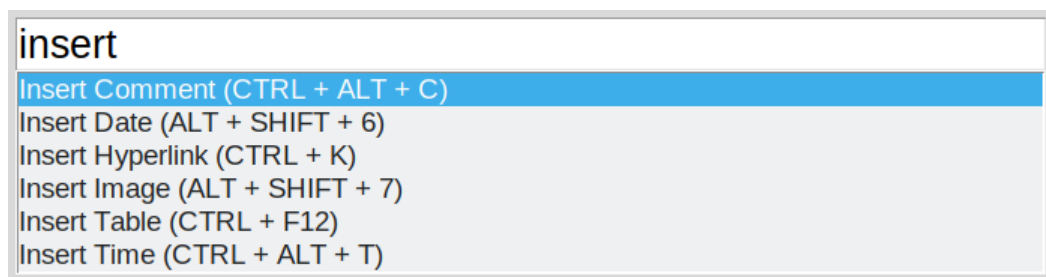 insert
Insert Comment (CTRL + ALT + C)
Insert Date (ALT + SHIFT + 6)
Insert Hyperlink (CTRL + K)
Insert Image (ALT + SHIFT + 7)
Insert Table (CTRL + F12)
Insert Time (CTRL + ALT + T)